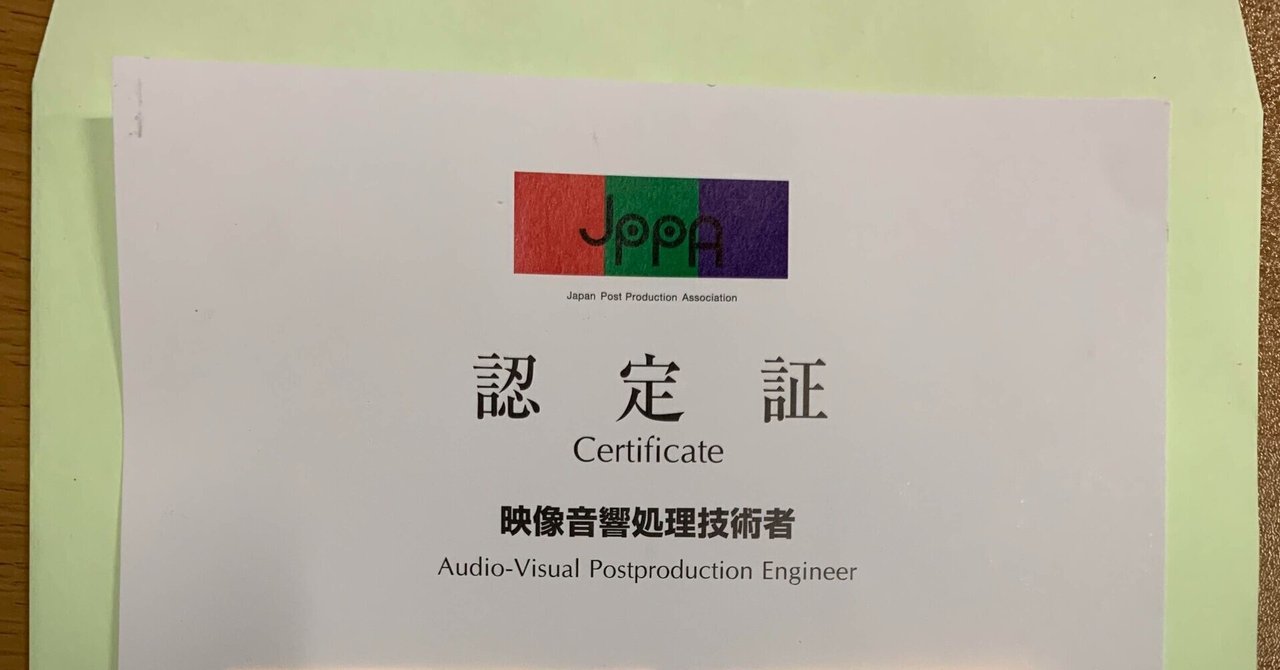 JPPA
Japan Post Production Association
認定証
Certificate
映像音響処理技術者
Audio-Visual Postproduction Engineer